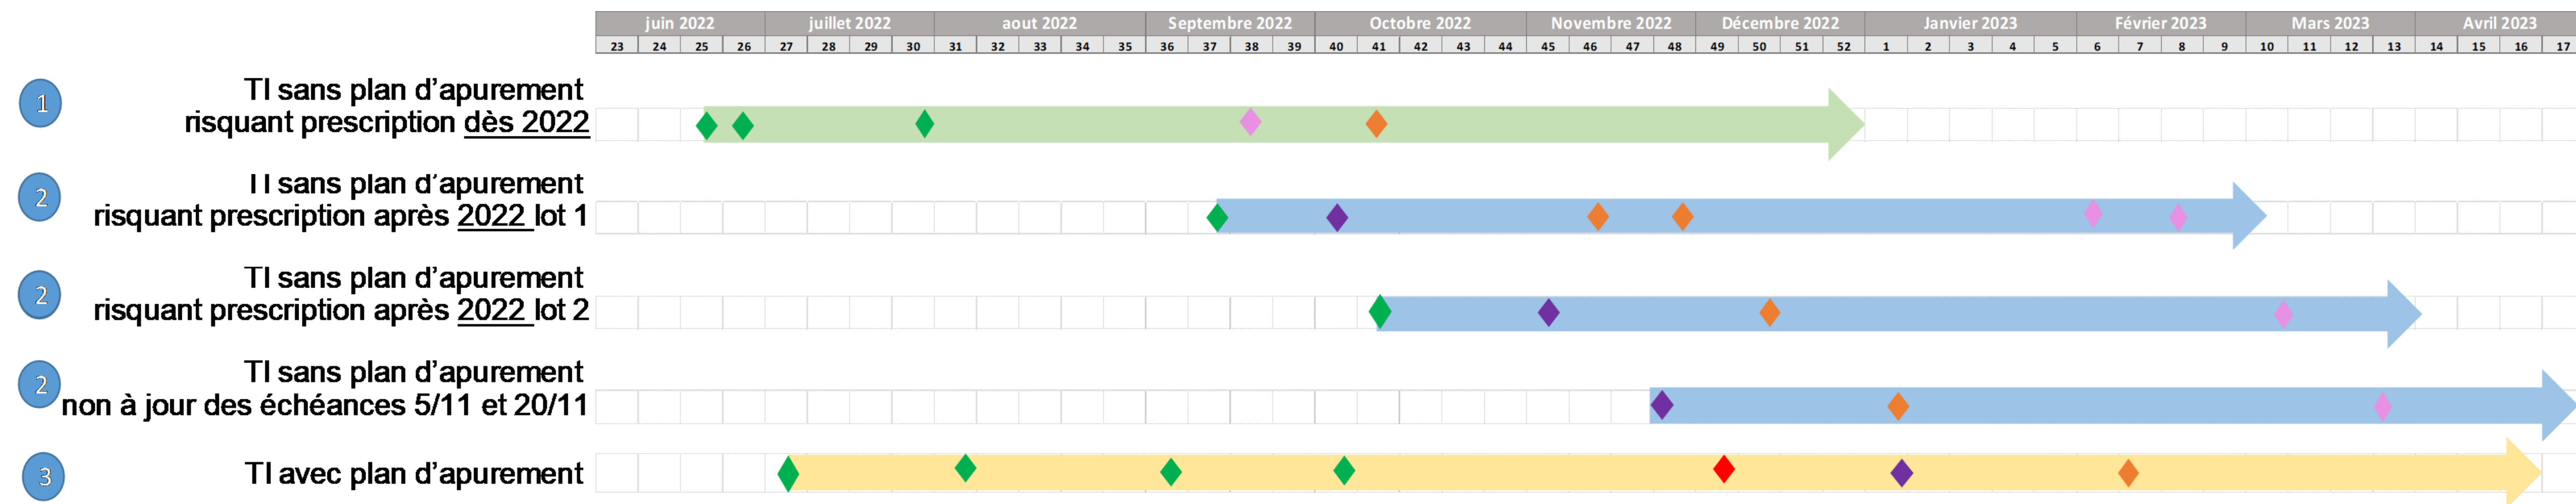 juin 2022 juillet 2022 aout 2022 Septembre 2022 Octobre 2022 Novembre 2022 Décembre 2022 Janvier 2023 Février 2023 Mars 2023 Avril 2023
23 24 25 26 27 28 29 30 31 32 33 34 35 36 37 38 39 40 41 42 43 44 45 46 47 48 49 50 51 52 1 2 3 4 5 6 7 8 9 10 11 12 13 14 15 16 17
1 TI sans plan d'apurement
risquant prescription dès 2022
2 TI sans plan d'apurement
risquant prescription après 2022 lot 1
2 TI sans plan d'apurement
risquant prescription après 2022 lot 2
2 TI sans plan d'apurement
non à jour des échéances 5/11 et 20/11
3 TI avec plan d'apurement